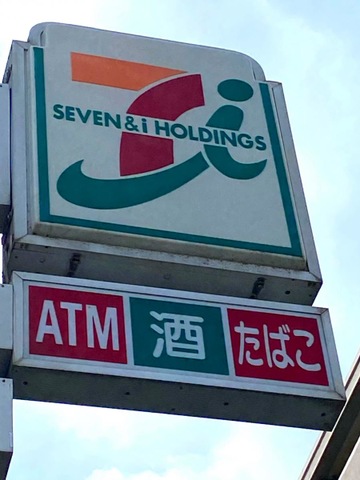 SEVEN & i HOLDINGS
ATM 酒 たばこ